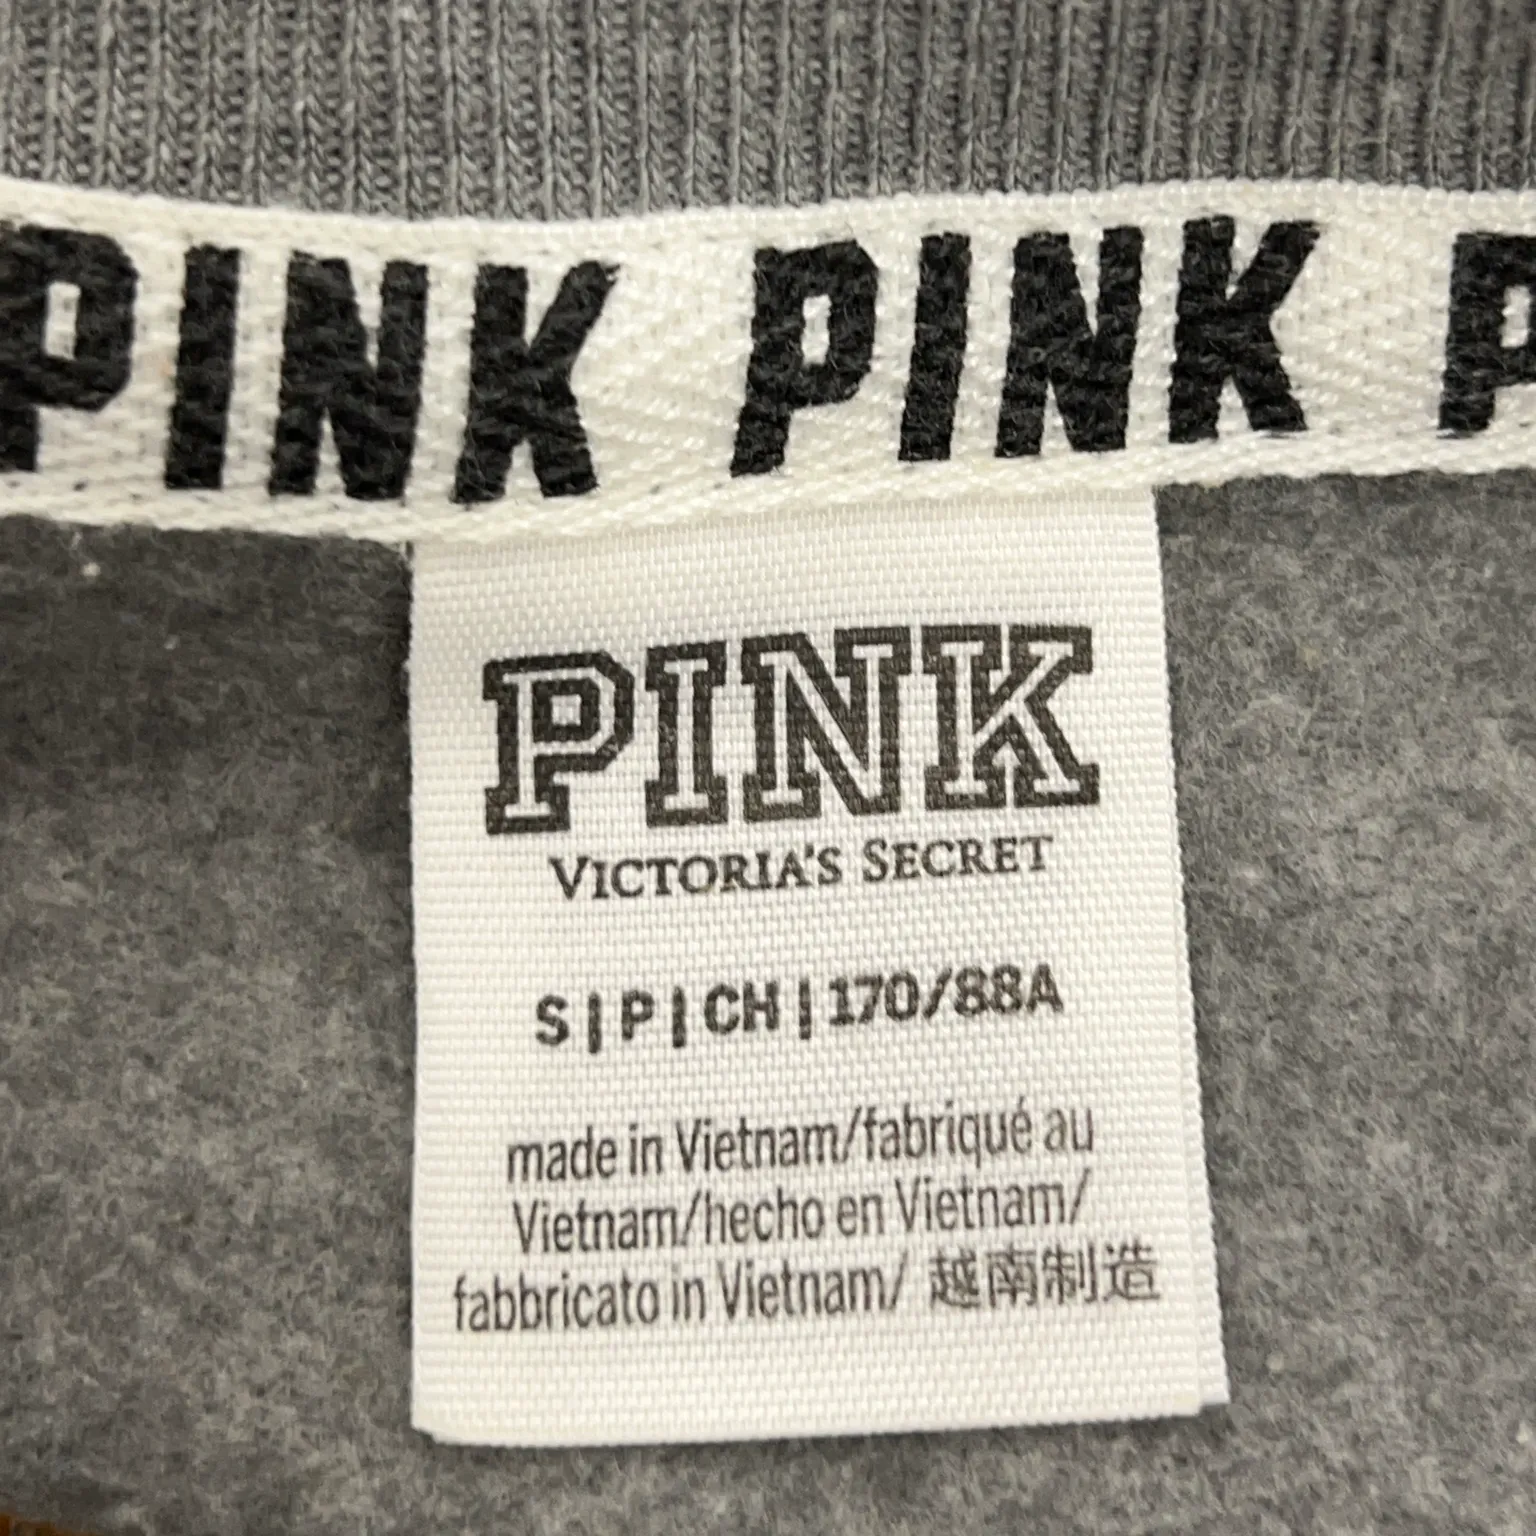 PINK PINK P
PINK
VICTORIA'S SECRET
S|P|CH|170/88A
made in Vietnam/fabriqué au
Vietnam/hecho en Vietnam/
fabbricato in Vietnam/ 越南制造